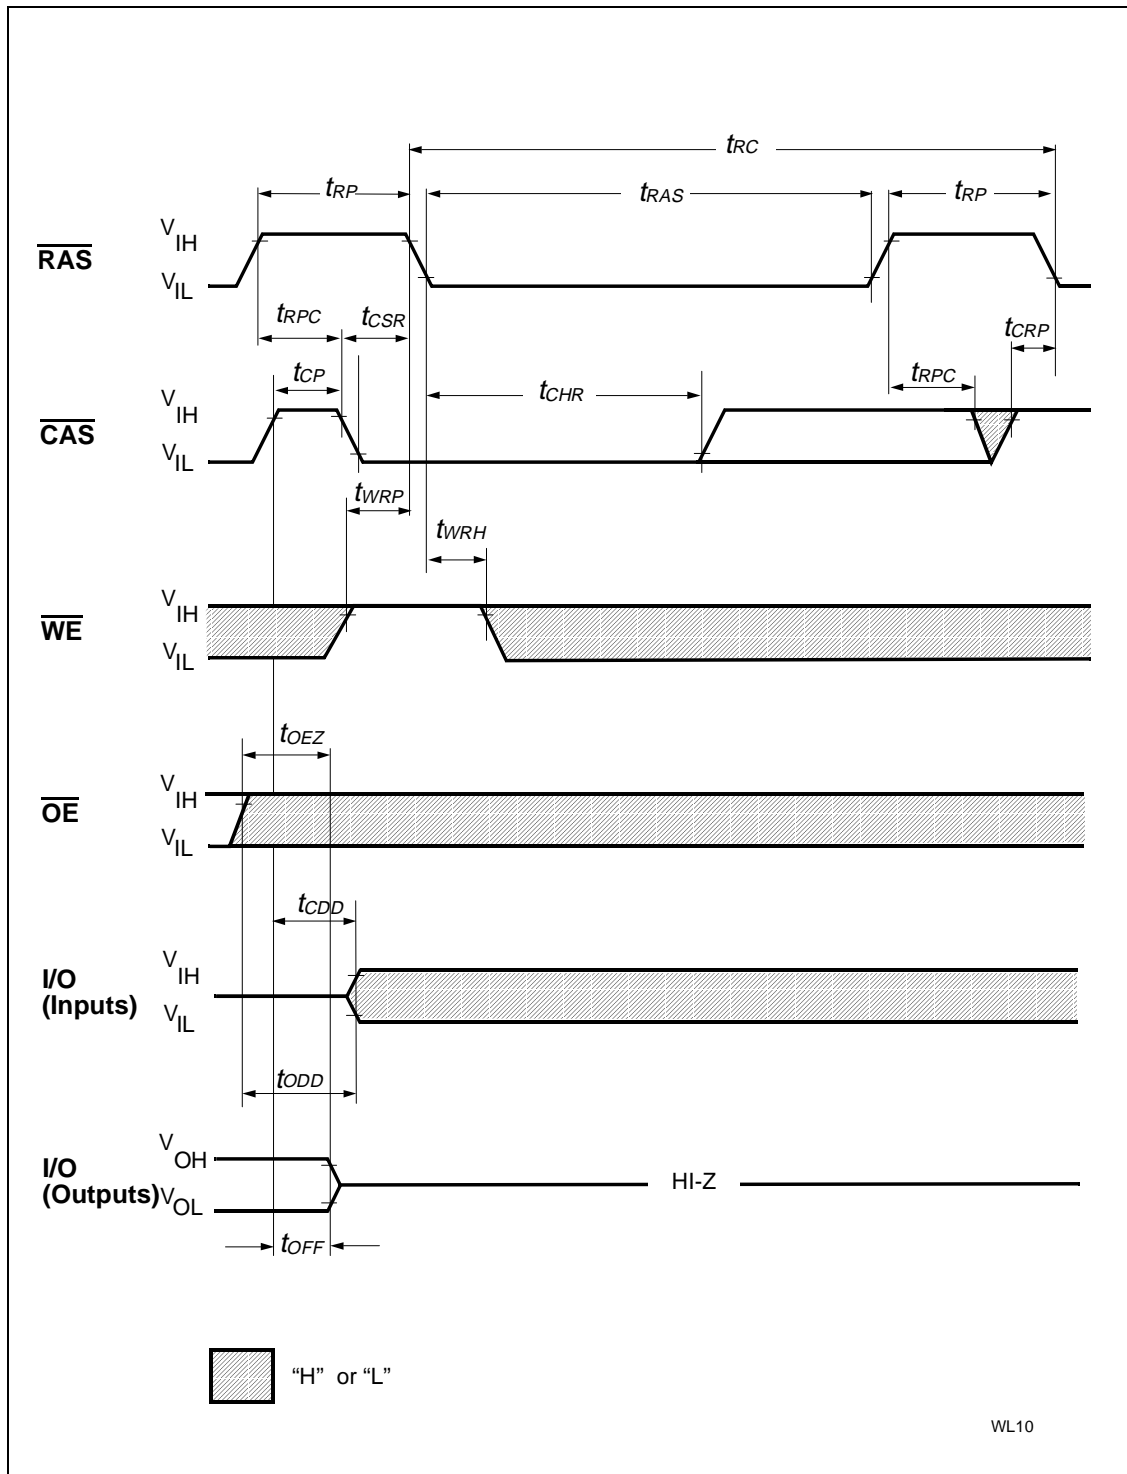 tRC
tRP
tRAS
tRP
RAS
VIH
VIL
tRPC
tCSR
tCRP
tCP
tCHR
tRPC
CAS
VIH
VIL
tWRP
tWRH
WE
VIH
VIL
tOEZ
OE
VIH
VIL
tCDD
I/O
(Inputs)
VIH
VIL
tODD
I/O
(Outputs)
VOH
VOL
HI-Z
tOFF
“H” or “L”
WL10